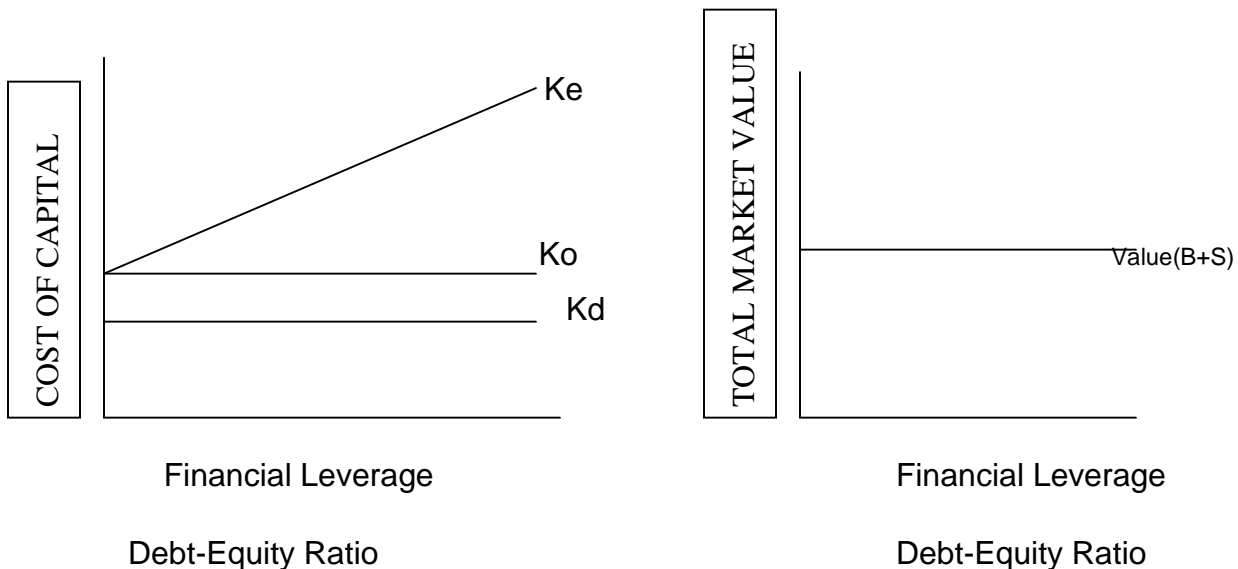 COST OF CAPITAL
Ke
Ko
Kd
Financial Leverage
Debt-Equity Ratio
TOTAL MARKET VALUE
Value(B+S)
Financial Leverage
Debt-Equity Ratio